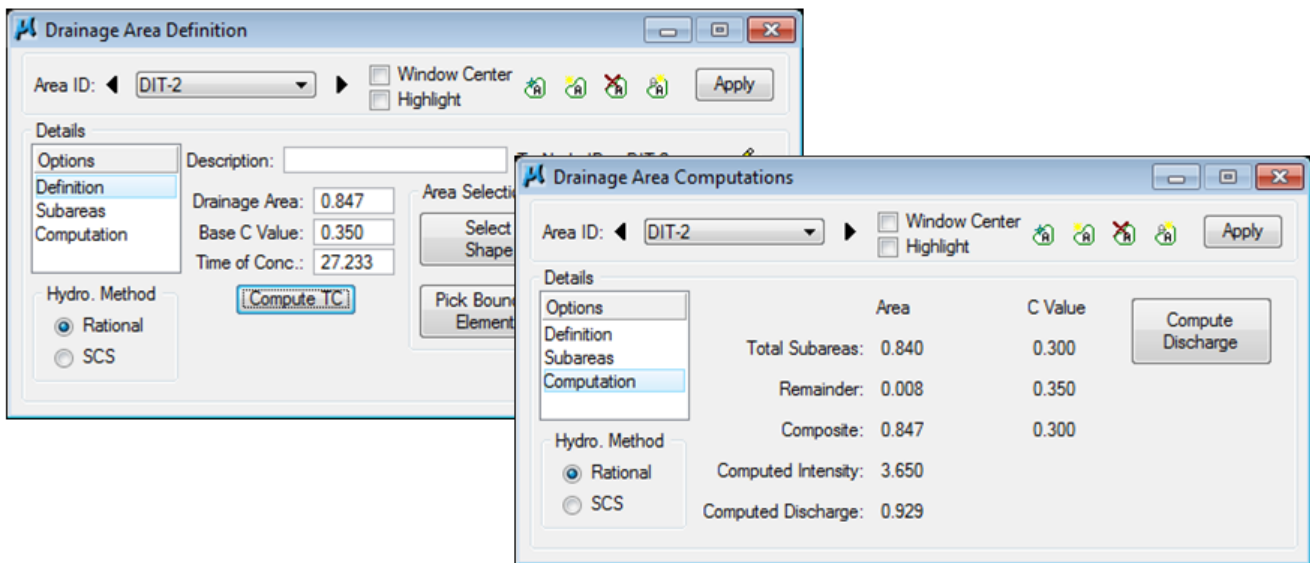 Drainage Area Definition
Area ID: DIT-2 Window Center Highlight Apply
Details
Options
Definition
Subareas
Computation
Description:
Drainage Area: 0.847
Base C Value: 0.350
Time of Conc.: 27.233
Compute TC
Select Shape
Pick
Hydro. Method
Rational
SCS
Drainage Area Computations
Area ID: DIT-2 Window Center Highlight Apply
Details
Options
Definition
Subareas
Computation
Area C Value
Total Subareas: 0.840 0.300
Remainder: 0.008 0.350
Composite: 0.847 0.300
Computed Intensity: 3.650
Computed Discharge: 0.929
Compute Discharge
Hydro. Method
Rational
SCS